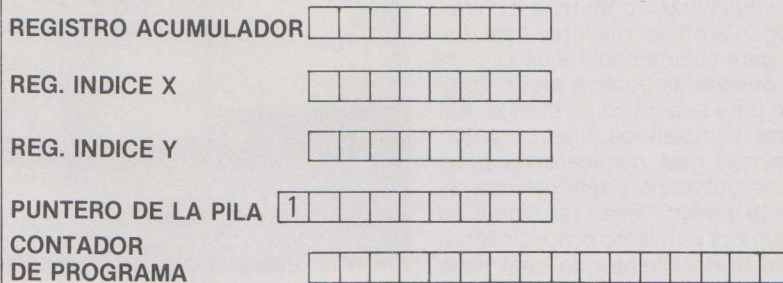 REGISTRO ACUMULADOR
REG. INDICE X
REG. INDICE Y
PUNTERO DE LA PILA 1
CONTADOR
DE PROGRAMA